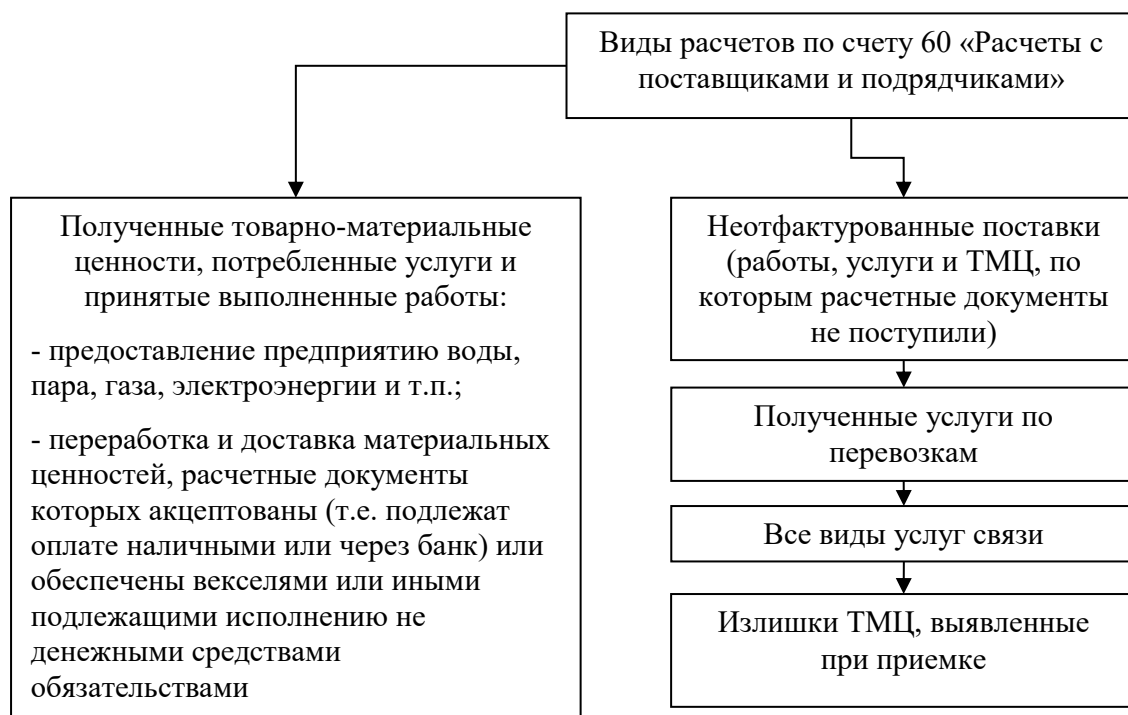 Виды расчетов по счету 60 «Расчеты с
поставщиками и подрядчиками»
Полученные товарно-материальные
ценности, потребленные услуги и
принятые выполненные работы:
- предоставление предприятию воды,
пара, газа, электроэнергии и т.п.;
- переработка и доставка материальных
ценностей, расчетные документы
которых акцептованы (т.е. подлежат
оплате наличными или через банк) или
обеспечены векселями или иными
подлежащими исполнению не
денежными средствами
обязательствами
Неотфактурованные поставки
(работы, услуги и ТМЦ, по
которым расчетные документы
не поступили)
Полученные услуги по
перевозкам
Все виды услуг связи
Излишки ТМЦ, выявленные
при приемке